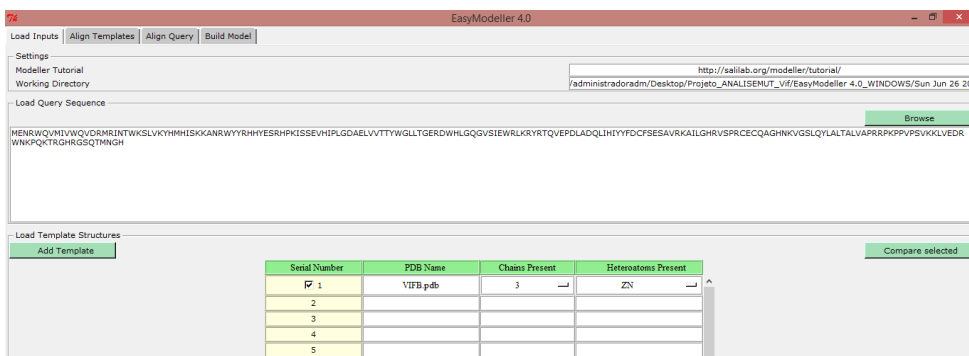 EasyModeller 4.0
Load Inputs Align Templates Align Query Build Model
Settings
Modeller Tutorial http://salilab.org/modeller/tutorial/
Working Directory /administradoradm/Desktop/Projeto_ANALISEMUT_Vif/EasyModeller 4.0_WINDOWS/Sun Jun 26 20
Load Query Sequence
Browse
MENRWQVMIVWQVDRMRINTWKSLVKYHMHISKKANRWYYRHHYESRHPKISSEVHIPLGDAELVVTTYWGLLTGERDWHLGQGVSIEWRLKRYRTQVEPDLADQLIHIYYFDCFSESAVRKAILGHRVSPRCECQAGHNKVGSLQYLALTALVAPRRPKPPVPSVKKLVEDR
WNKPQKTRGHRGSQTMNGH
Load Template Structures
Add Template Compare selected
Serial Number PDB Name Chains Present Heteroatoms Present
1 VIFB.pdb 3 ZN
2
3
4
5